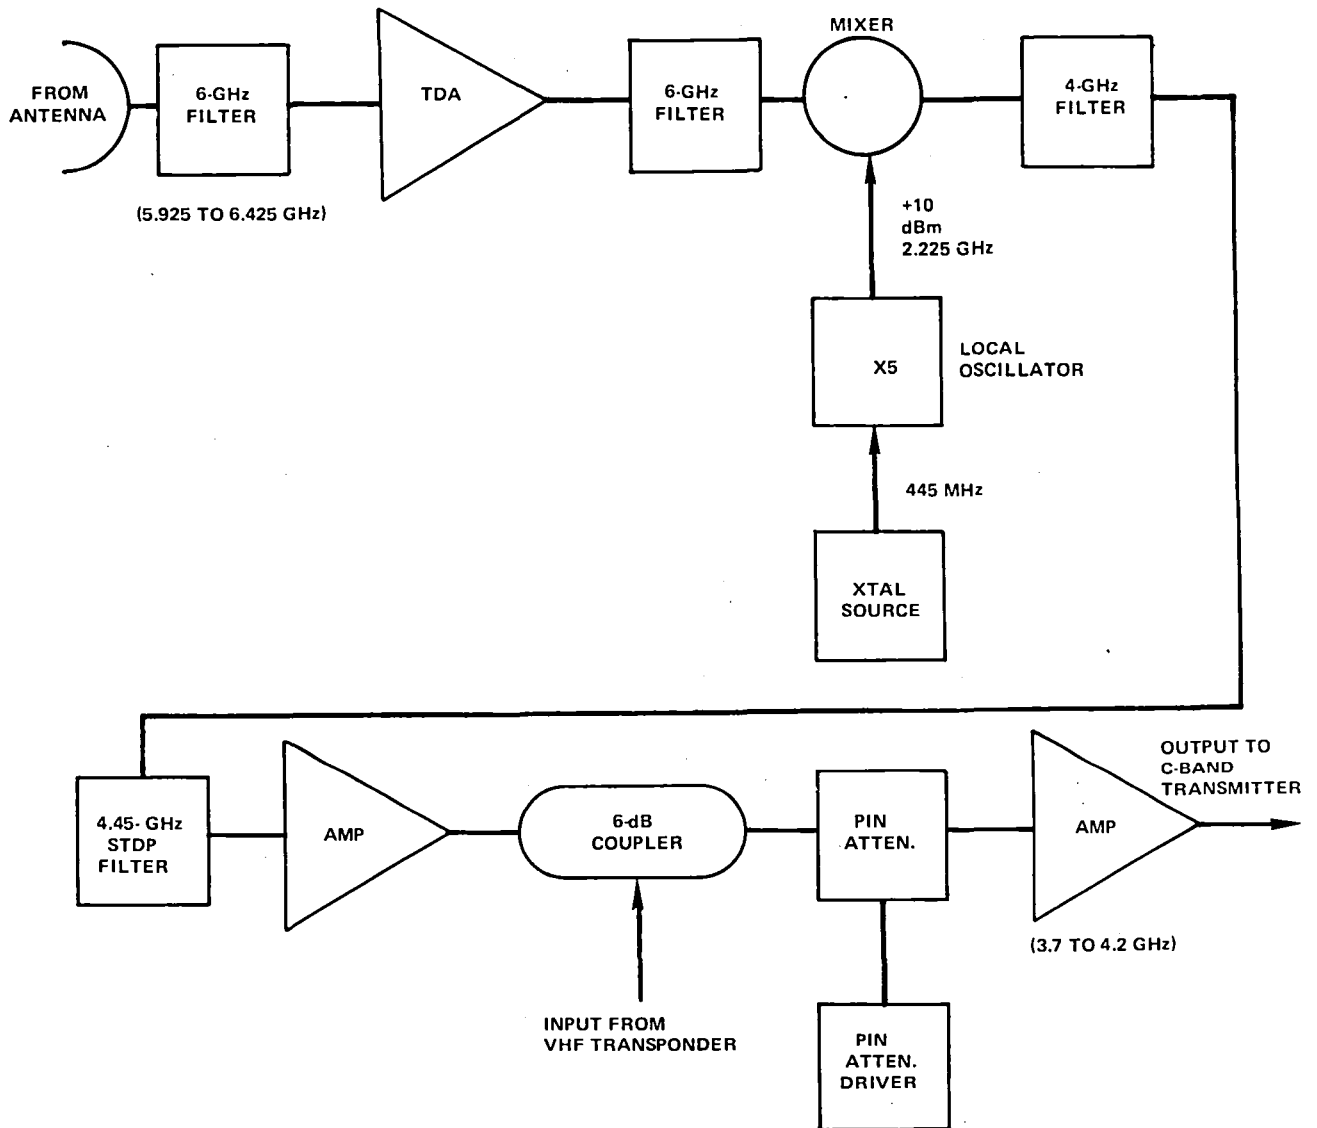 MIXER
FROM
ANTENNA
6-GHz
FILTER
TDA
6-GHz
FILTER
4-GHz
FILTER
(5.925 TO 6.425 GHz)
+10
dBm
2.225 GHz
X5
LOCAL
OSCILLATOR
445 MHz
XTAL
SOURCE
4.45-GHz
STDP
FILTER
AMP
6-dB
COUPLER
PIN
ATTEN.
AMP
OUTPUT TO
C-BAND
TRANSMITTER
(3.7 TO 4.2 GHz)
INPUT FROM
VHF TRANSPONDER
PIN
ATTEN.
DRIVER